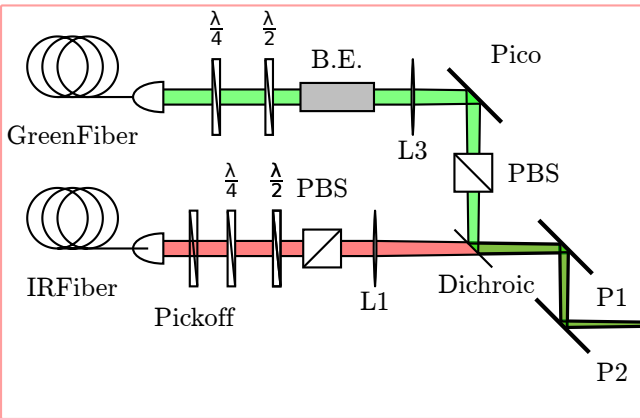 λ/4
λ/2
B.E.
Pico
GreenFiber
L3
PBS
λ/4
λ/2
PBS
IRFiber
Pickoff
L1
Dichroic
P1
P2